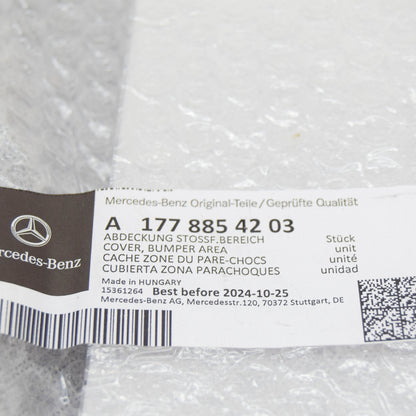 Mercedes-Benz Original-Teile/Geprüfte Qualität
A 177 885 42 03
ABDECKUNG STOSSF.BEREICH Stück
COVER, BUMPER AREA unit
CACHE ZONE DU PARE-CHOCS unité
CUBIERTA ZONA PARACHOQUES unidad
Made in HUNGARY
15361264 Best before 2024-10-25
Mercedes-Benz AG, Mercedesstr.120, 70372 Stuttgart, DE
rcedes-Benz